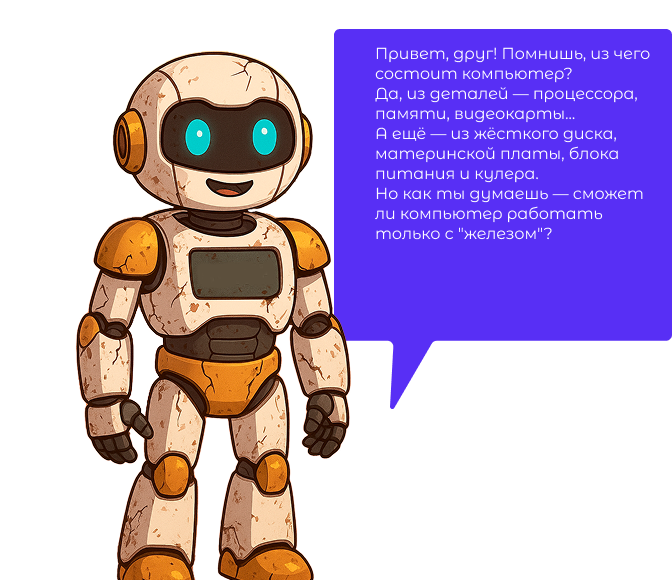 Привет, друг! Помнишь, из чего
состоит компьютер?
Да, из деталей — процессора,
памяти, видеокарты...
А ещё — из жёсткого диска,
материнской платы, блока
питания и кулера.
Но как ты думаешь — сможет
ли компьютер работать
только с "железом"?